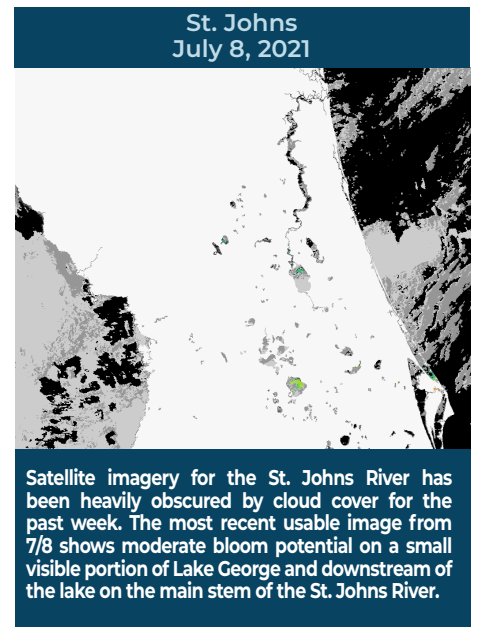 St. Johns
July 8, 2021
Satellite imagery for the St. Johns River has
been heavily obscured by cloud cover for the
past week. The most recent usable image from
7/8 shows moderate bloom potential on a small
visible portion of Lake George and downstream of
the lake on the main stem of the St. Johns River.